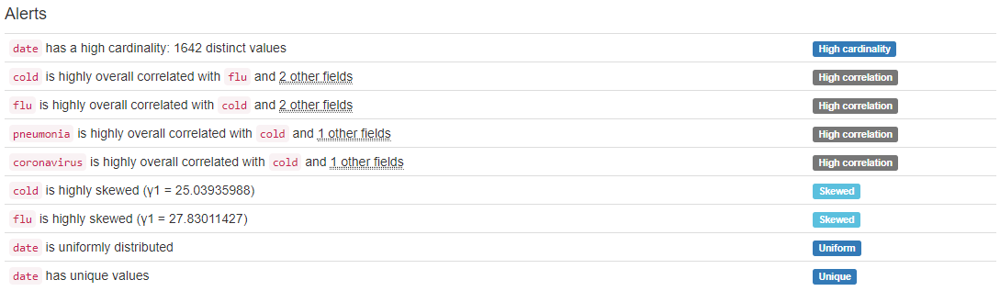 Alerts
date has a high cardinality: 1642 distinct values High cardinality
cold is highly overall correlated with flu and 2 other fields High correlation
flu is highly overall correlated with cold and 2 other fields High correlation
pneumonia is highly overall correlated with cold and 1 other fields High correlation
coronavirus is highly overall correlated with cold and 1 other fields High correlation
cold is highly skewed (γ1 = 25.03935988) Skewed
flu is highly skewed (γ1 = 27.83011427) Skewed
date is uniformly distributed Uniform
date has unique values Unique